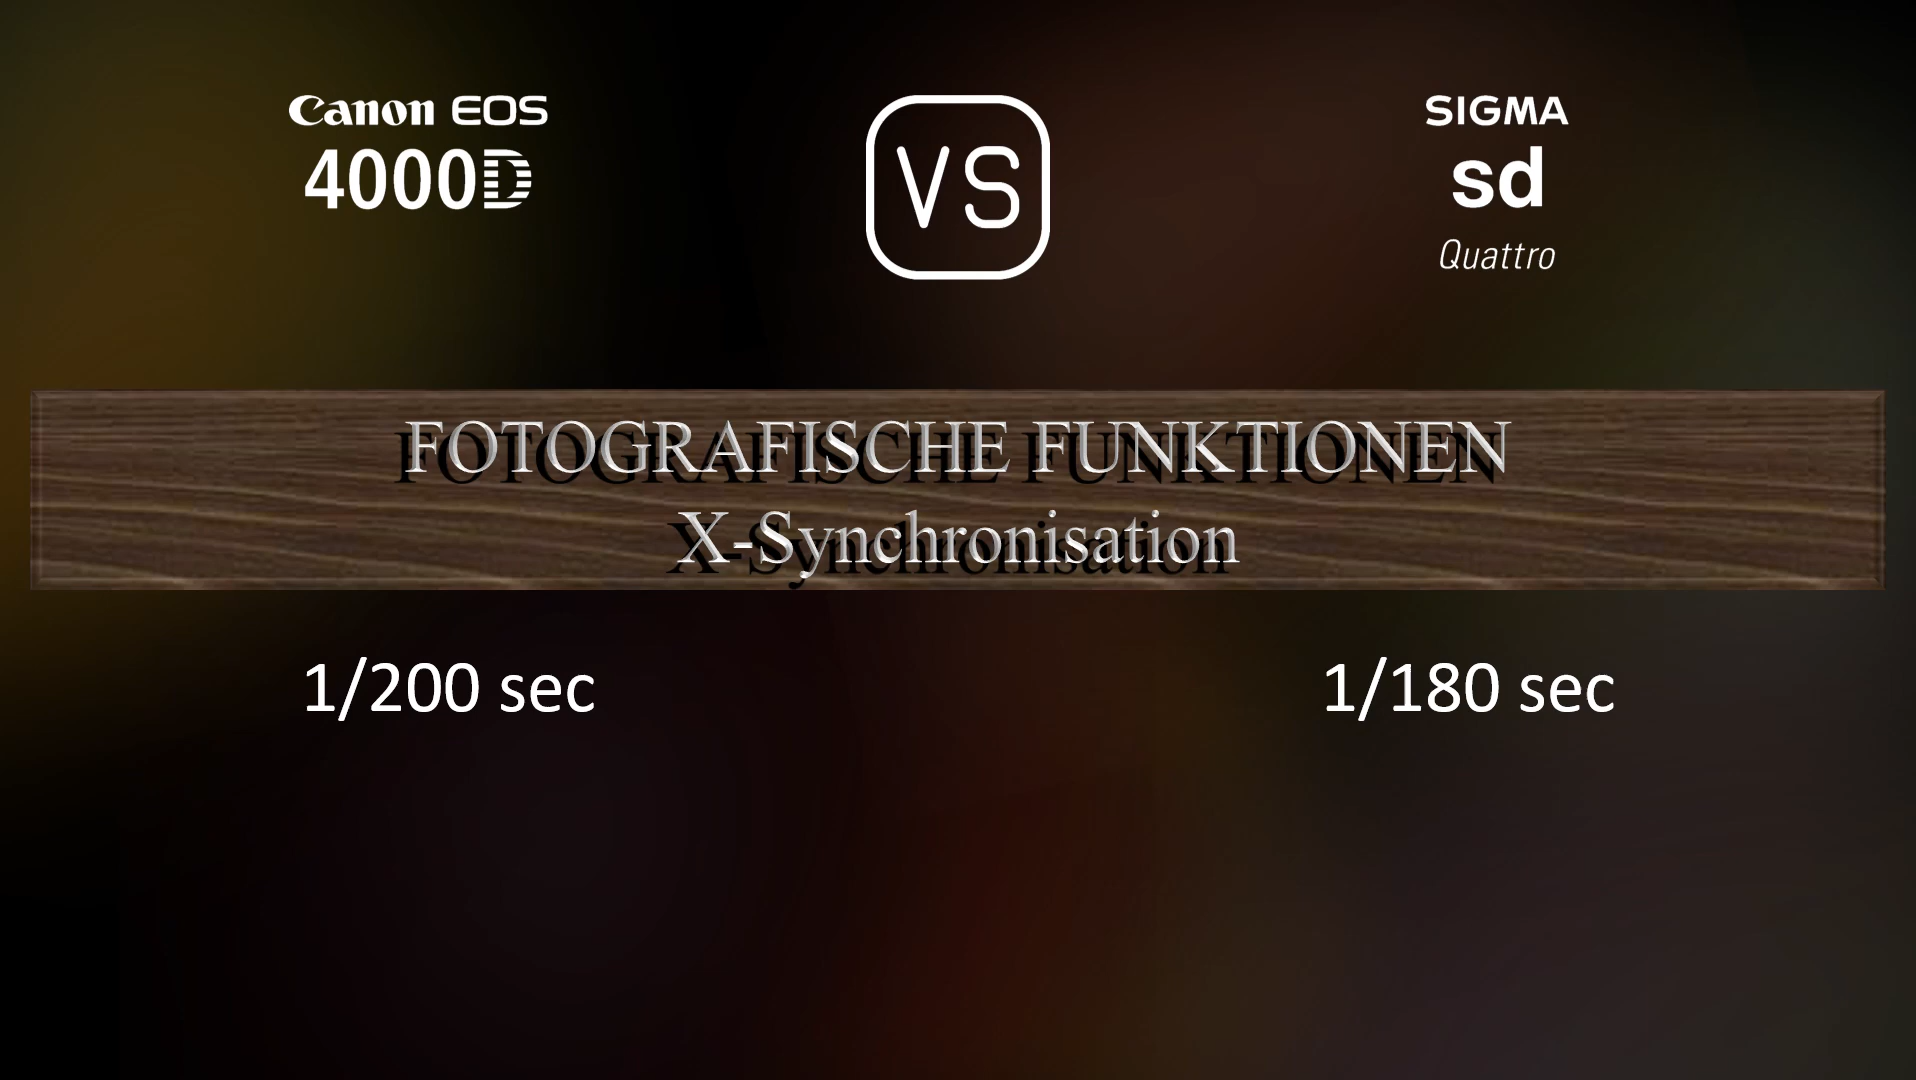 Canon EOS
4000D
VS
SIGMA
sd
Quattro
FOTOGRAFISCHE FUNKTIONEN
X-Synchronisation
1/200 sec
1/180 sec